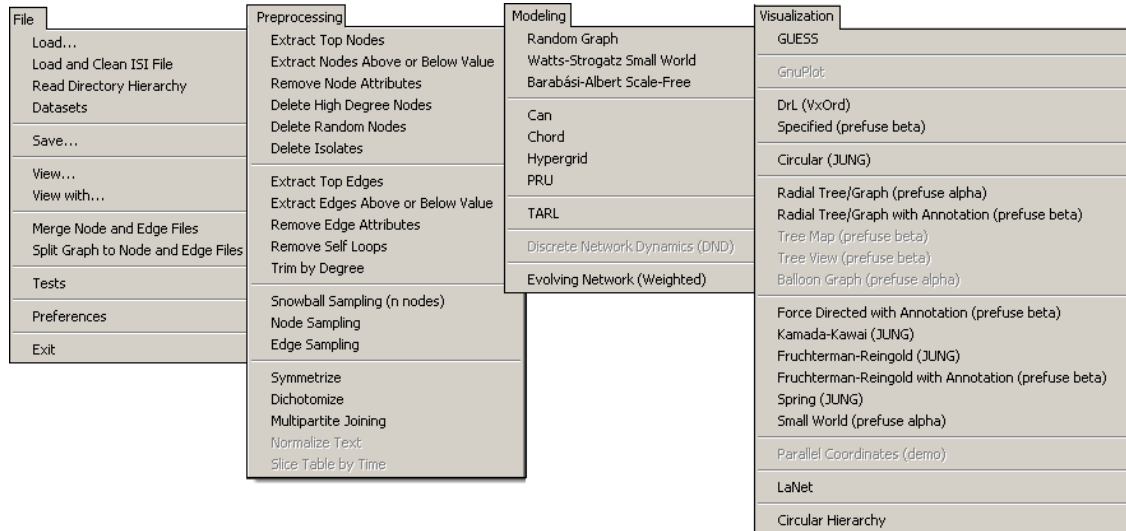 File
Load...
Load and Clean ISI File
Read Directory Hierarchy
Datasets
Save...
View...
View with...
Merge Node and Edge Files
Split Graph to Node and Edge Files
Tests
Preferences
Exit
Preprocessing
Extract Top Nodes
Extract Nodes Above or Below Value
Remove Node Attributes
Delete High Degree Nodes
Delete Random Nodes
Delete Isolates
Extract Top Edges
Extract Edges Above or Below Value
Remove Edge Attributes
Remove Self Loops
Trim by Degree
Snowball Sampling (n nodes)
Node Sampling
Edge Sampling
Symmetrize
Dichotomize
Multipartite Joining
Normalize Text
Slice Table by Time
Modeling
Random Graph
Watts-Strogatz Small World
Barabási-Albert Scale-Free
Can
Chord
Hypergrid
PRU
TARL
Discrete Network Dynamics (DND)
Evolving Network (Weighted)
Visualization
GUESS
GnuPlot
DrL (VxOrd)
Specified (prefuse beta)
Circular (JUNG)
Radial Tree/Graph (prefuse alpha)
Radial Tree/Graph with Annotation (prefuse beta)
Tree Map (prefuse beta)
Tree View (prefuse beta)
Balloon Graph (prefuse alpha)
Force Directed with Annotation (prefuse beta)
Kamada-Kawai (JUNG)
Fruchterman-Reingold (JUNG)
Fruchterman-Reingold with Annotation (prefuse beta)
Spring (JUNG)
Small World (prefuse alpha)
Parallel Coordinates (demo)
LaNet
Circular Hierarchy